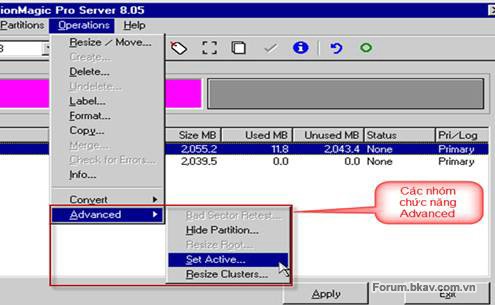 ionMagic Pro Server 8.05
Partitions Operations Help
Resize / Move...
Create...
Delete...
Undelete...
Label...
Format...
Copy...
Merge...
Check for Errors...
Info...
Convert
Advanced
Size MB Used MB Unused MB Status Pri/Log
2,055.2 11.8 2,043.4 None Primary
2,039.5 0.0 0.0 None Primary
Bad Sector Retest...
Hide Partition...
Resize Root...
Set Active...
Resize Clusters...
Các nhóm
chức năng
Advanced
Apply Exit
Forum.bkav.com.vn